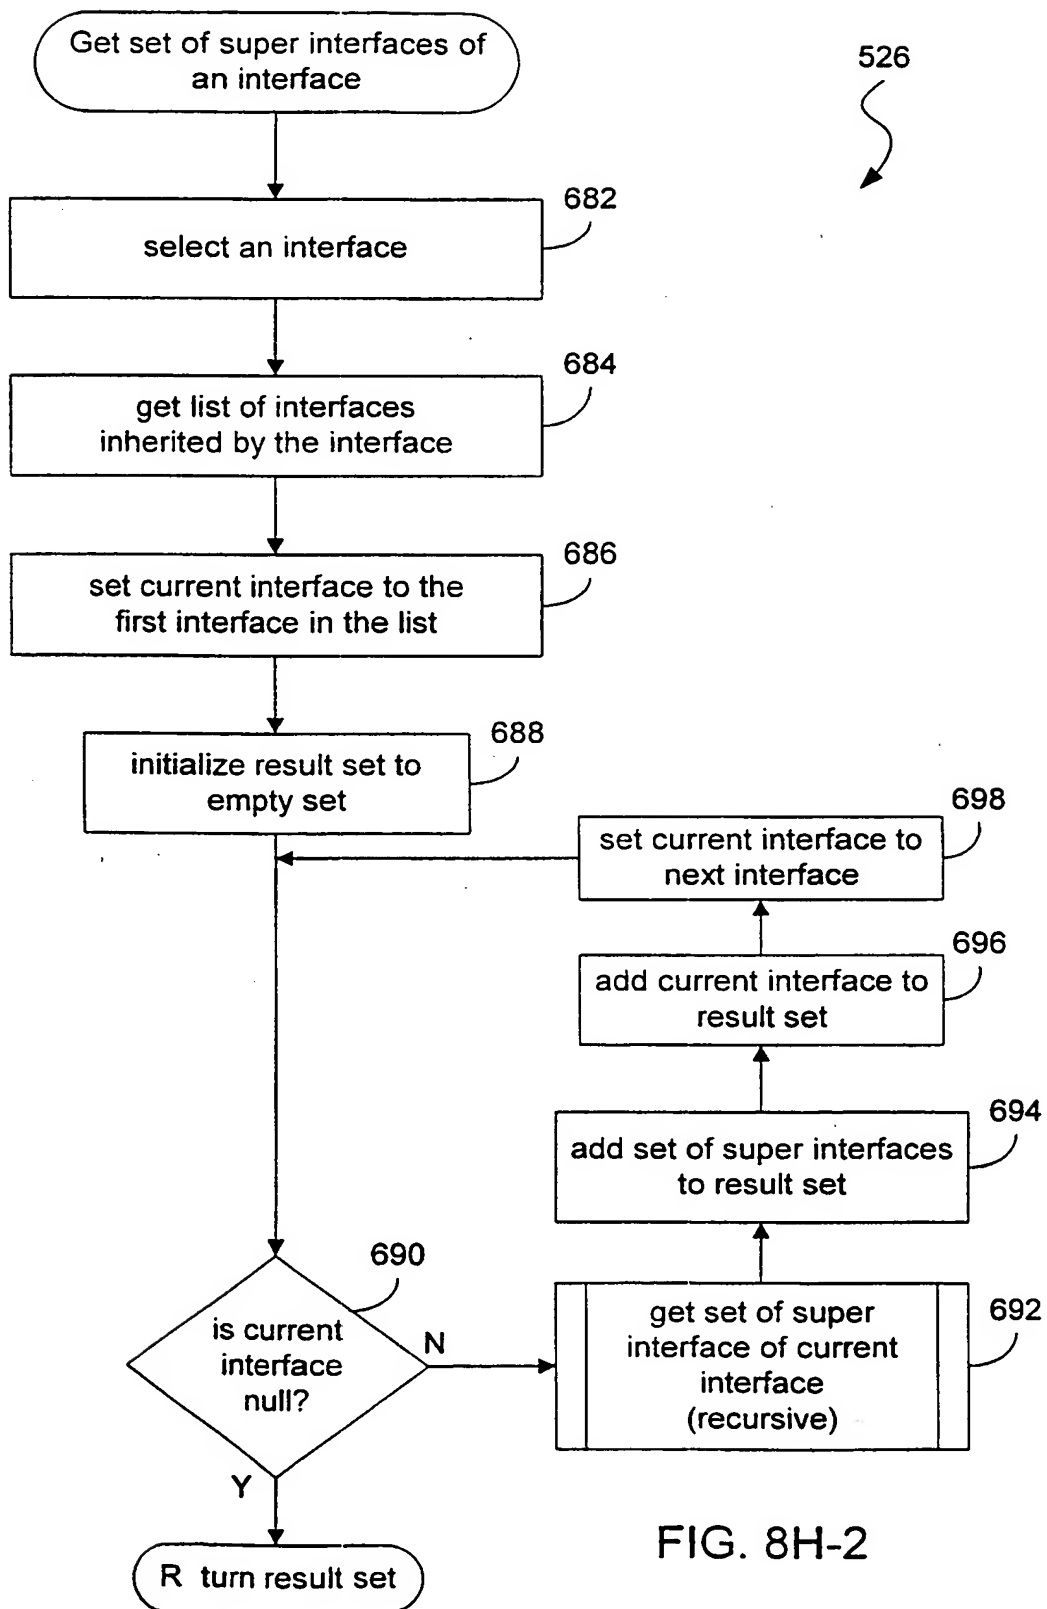 Get set of super interfaces of
an interface
526
682
select an interface
684
get list of interfaces
inherited by the interface
686
set current interface to the
first interface in the list
688
initialize result set to
empty set
698
set current interface to
next interface
696
add current interface to
result set
694
add set of super interfaces
to result set
690
is current
interface
null?
N
692
get set of super
interface of current
interface
(recursive)
Y
R turn result set
FIG. 8H-2